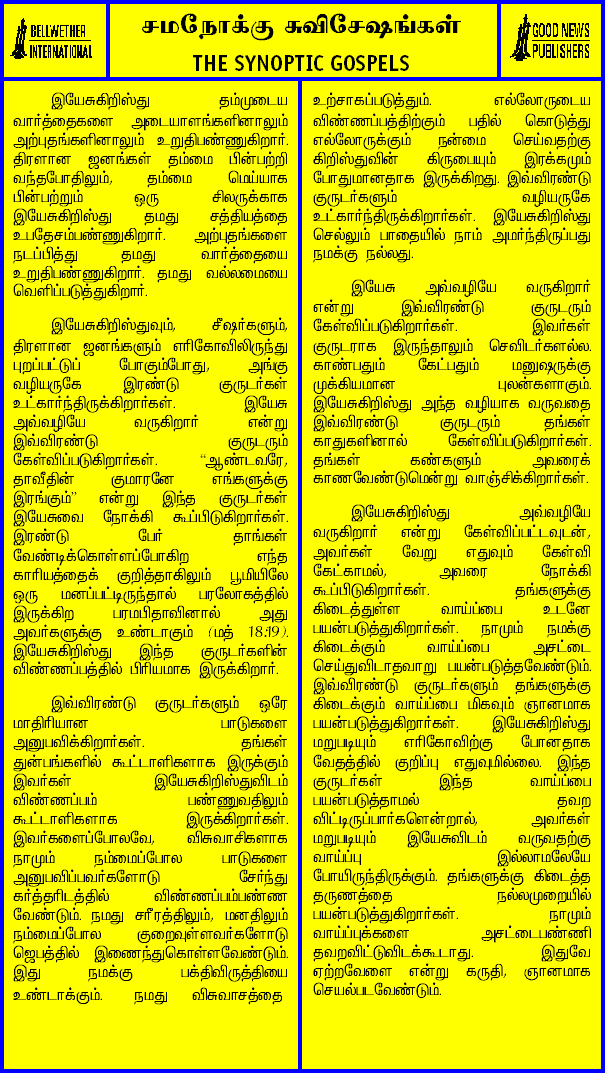 BELLWETHER
INTERNATIONAL
சமநோக்கு சுவிசேஷங்கள்
THE SYNOPTIC GOSPELS
GOOD NEWS
PUBLISHERS
இயேசுகிறிஸ்து தம்முடைய
வார்த்தைகளை அடையாளங்களினாலும்
அற்புதங்களினாலும் உறுதிபண்ணுகிறார்.
திரளான ஜனங்கள் தம்மை பின்பற்றி
வந்தபோதிலும், தம்மை மெய்யாக
பின்பற்றும் ஒரு சிலருக்காக
இயேசுகிறிஸ்து தமது சத்தியத்தை
உபதேசம்பண்ணுகிறார். அற்புதங்களை
நடப்பித்து தமது வார்த்தையை
உறுதிபண்ணுகிறார். தமது வல்லமையை
வெளிப்படுத்துகிறார்.
இயேசுகிறிஸ்துவும், சீஷர்களும்,
திரளான ஜனங்களும் எரிகோவிலிருந்து
புறப்பட்டுப் போகும்போது, அங்கு
வழியருகே இரண்டு குருடர்கள்
உட்கார்ந்திருக்கிறார்கள். இயேசு
அவ்வழியே வருகிறார் என்று
இவ்விரண்டு குருடரும்
கேள்விப்படுகிறார்கள். “ஆண்டவரே,
தாவீதின் குமாரனே எங்களுக்கு
இரங்கும்” என்று இந்த குருடர்கள்
இயேசுவை நோக்கி கூப்பிடுகிறார்கள்.
இரண்டு பேர் தாங்கள்
வேண்டிக்கொள்ளப்போகிற எந்த
காரியத்தைக் குறித்தாகிலும் பூமியிலே
ஒரு மனப்பட்டிருந்தால் பரலோகத்தில்
இருக்கிற பரமபிதாவினால் அது
அவர்களுக்கு உண்டாகும் (மத் 18:19).
இயேசுகிறிஸ்து இந்த குருடர்களின்
விண்ணப்பத்தில் பிரியமாக இருக்கிறார்.
இவ்விரண்டு குருடர்களும் ஒரே
மாதிரியான பாடுகளை
அனுபவிக்கிறார்கள். தங்கள்
துன்பங்களில் கூட்டாளிகளாக இருக்கும்
இவர்கள் இயேசுகிறிஸ்துவிடம்
விண்ணப்பம் பண்ணுவதிலும்
கூட்டாளிகளாக இருக்கிறார்கள்.
இவர்களைப்போலவே, விசுவாசிகளாக
நாமும் நம்மைப்போல பாடுகளை
அனுபவிப்பவர்களோடு சேர்ந்து
கர்த்தரிடத்தில் விண்ணப்பம்பண்ண
வேண்டும். நமது சரீரத்திலும், மனதிலும்
நம்மைப்போல குறைவுள்ளவர்களோடு
ஜெபத்தில் இணைந்துகொள்ளவேண்டும்.
இது நமக்கு பக்திவிருத்தியை
உண்டாக்கும். நமது விசுவாசத்தை
உற்சாகப்படுத்தும். எல்லோருடைய
விண்ணப்பத்திற்கும் பதில் கொடுத்து
எல்லோருக்கும் நன்மை செய்வதற்கு
கிறிஸ்துவின் கிருபையும் இரக்கமும்
போதுமானதாக இருக்கிறது. இவ்விரண்டு
குருடர்களும் வழியருகே
உட்கார்ந்திருக்கிறார்கள். இயேசுகிறிஸ்து
செல்லும் பாதையில் நாம் அமர்ந்திருப்பது
நமக்கு நல்லது.
இயேசு அவ்வழியே வருகிறார்
என்று இவ்விரண்டு குருடரும்
கேள்விப்படுகிறார்கள். இவர்கள்
குருடராக இருந்தாலும் செவிடர்களல்ல.
காண்பதும் கேட்பதும் மனுஷருக்கு
முக்கியமான புலன்களாகும்.
இயேசுகிறிஸ்து அந்த வழியாக வருவதை
இவ்விரண்டு குருடரும் தங்கள்
காதுகளினால் கேள்விப்படுகிறார்கள்.
தங்கள் கண்களும் அவரைக்
காணவேண்டுமென்று வாஞ்சிக்கிறார்கள்.
இயேசுகிறிஸ்து அவ்வழியே
வருகிறார் என்று கேள்விப்பட்டவுடன்,
அவர்கள் வேறு எதுவும் கேள்வி
கேட்காமல், அவரை நோக்கி
கூப்பிடுகிறார்கள். தங்களுக்கு
கிடைத்துள்ள வாய்ப்பை உடனே
பயன்படுத்துகிறார்கள். நாமும் நமக்கு
கிடைக்கும் வாய்ப்பை அசட்டை
செய்துவிடாதவாறு பயன்படுத்தவேண்டும்.
இவ்விரண்டு குருடர்களும் தங்களுக்கு
கிடைக்கும் வாய்ப்பை மிகவும் ஞானமாக
பயன்படுத்துகிறார்கள். இயேசுகிறிஸ்து
மறுபடியும் எரிகோவிற்கு போனதாக
வேதத்தில் குறிப்பு எதுவுமில்லை. இந்த
குருடர்கள் இந்த வாய்ப்பை
பயன்படுத்தாமல் தவற
விட்டிருப்பார்களென்றால், அவர்கள்
மறுபடியும் இயேசுவிடம் வருவதற்கு
வாய்ப்பு இல்லாமலேயே
போயிருந்திருக்கும். தங்களுக்கு கிடைத்த
தருணத்தை நல்லமுறையில்
பயன்படுத்துகிறார்கள். நாமும்
வாய்ப்புக்களை அசட்டைபண்ணி
தவறவிட்டுவிடக்கூடாது. இதுவே
ஏற்றவேளை என்று கருதி, ஞானமாக
செயல்படவேண்டும்.